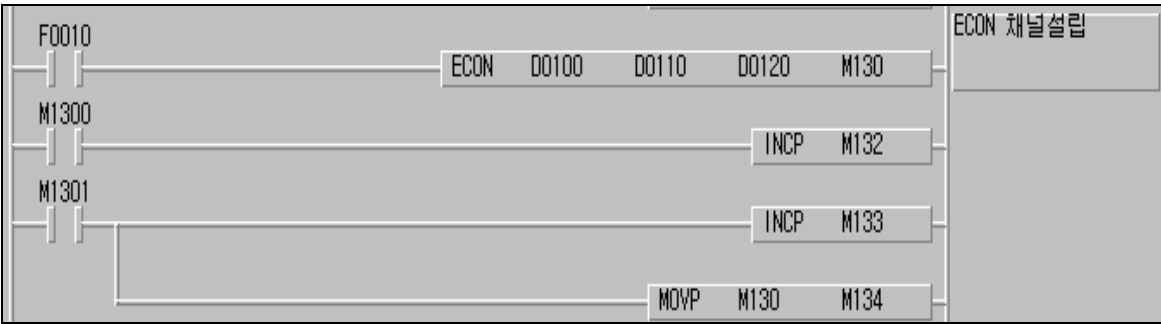 F0010
ECON D0100 D0110 D0120 M130
ECON 채널설립
M1300
INCP M132
M1301
INCP M133
MOVP M130 M134